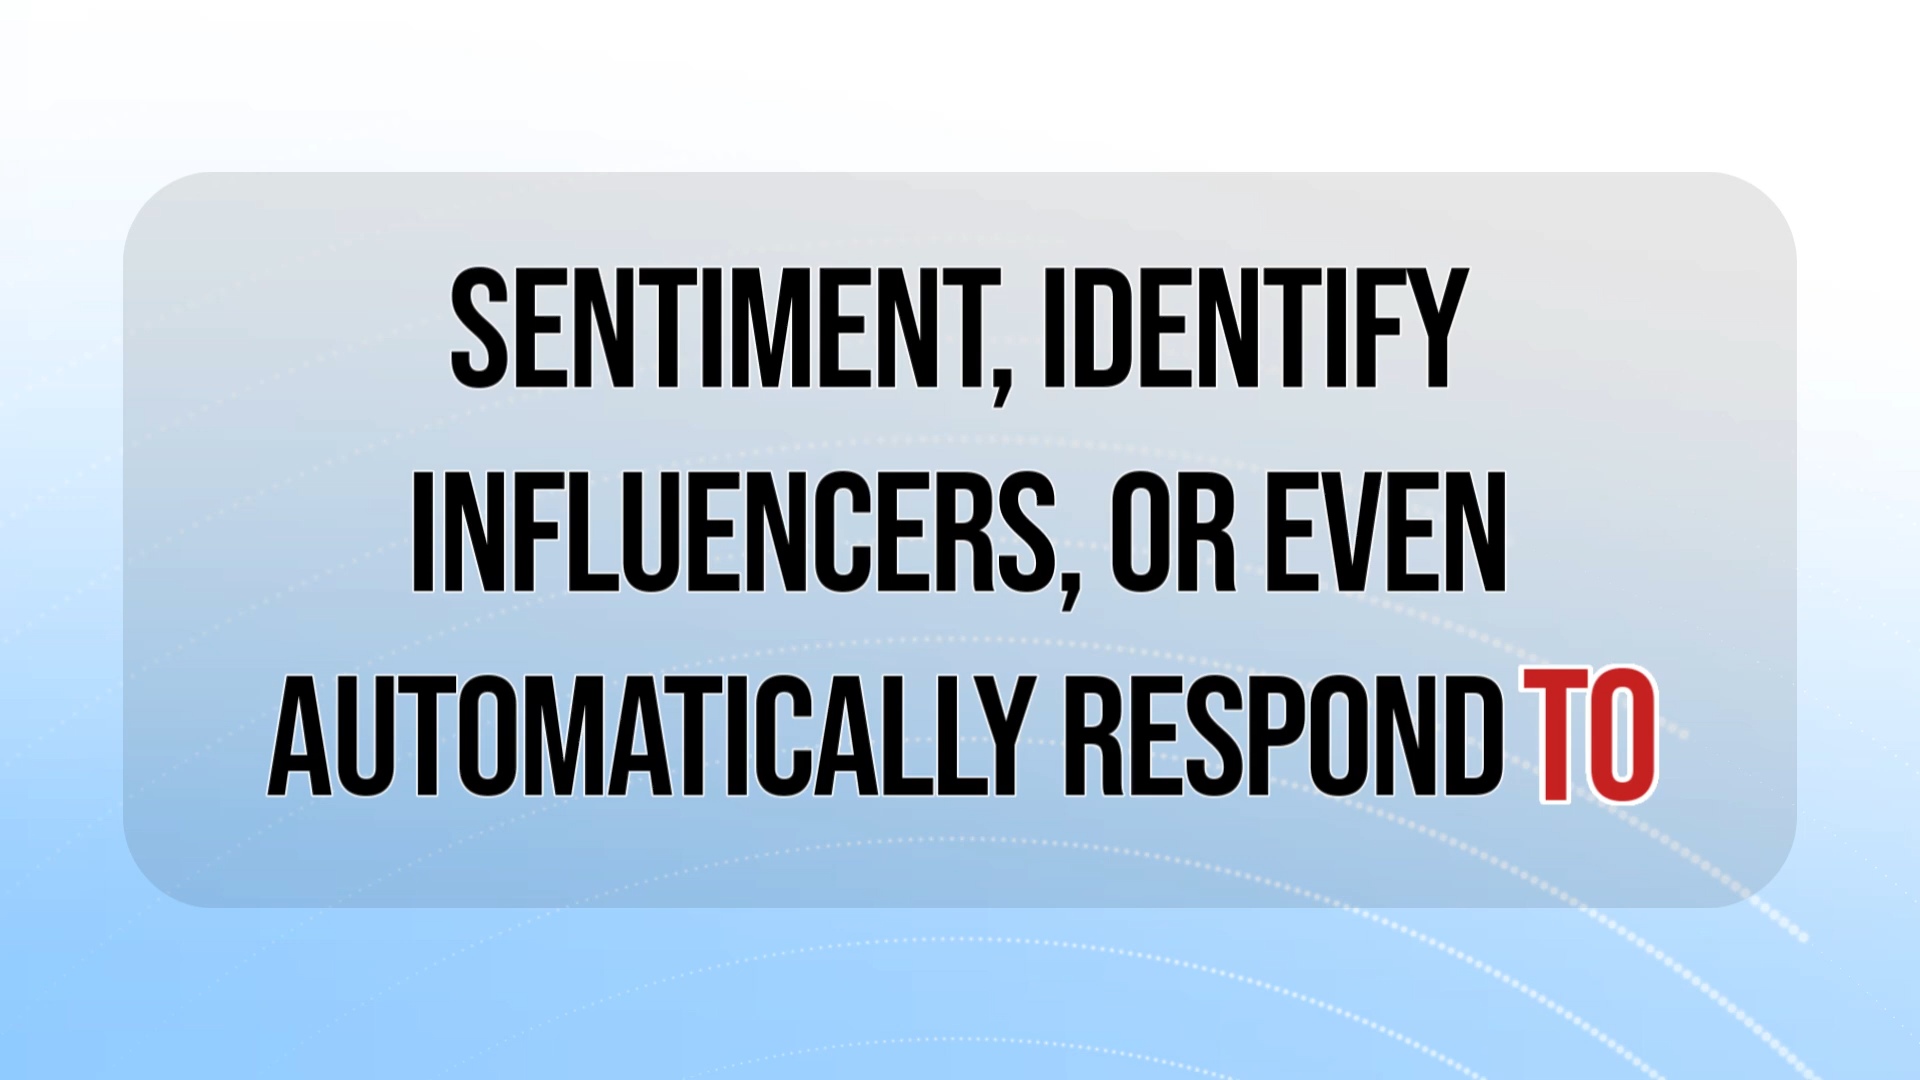 SENTIMENT, IDENTIFY
INFLUENCERS, OR EVEN
AUTOMATICALLY RESPOND TO